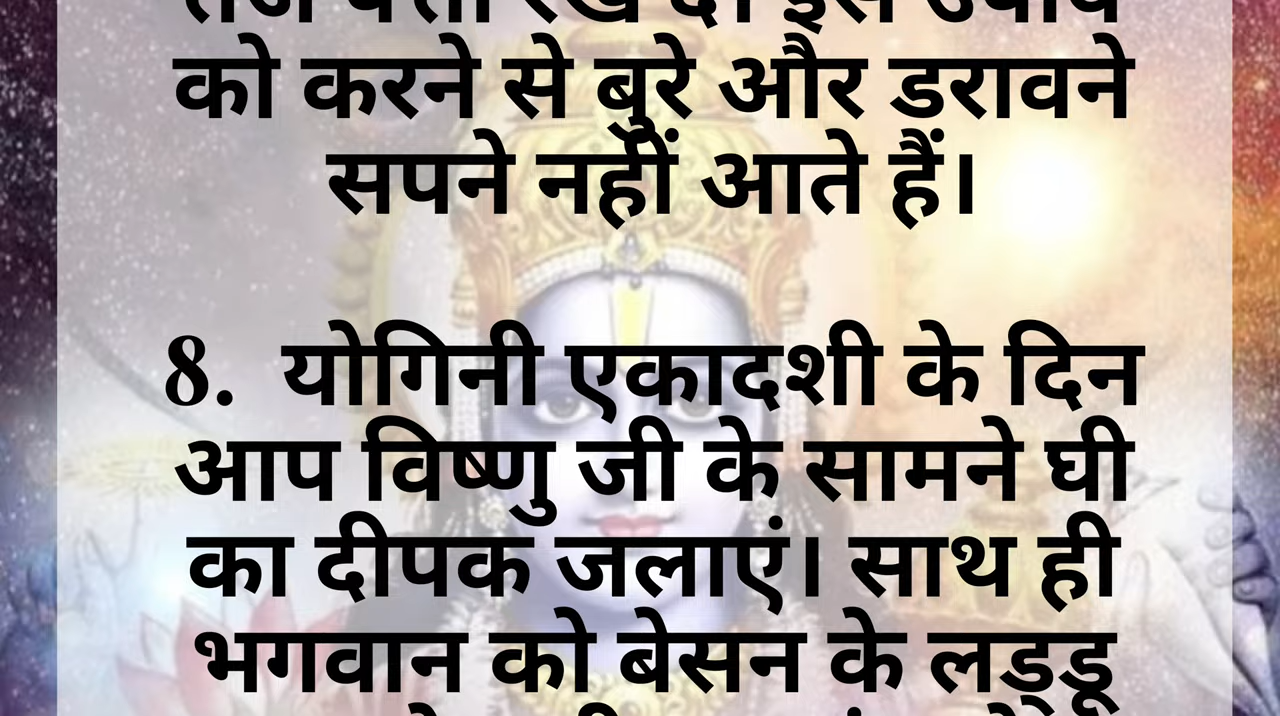 को करने से बुरे और डरावने
सपने नहीं आते हैं।
8. योगिनी एकादशी के दिन
आप विष्णु जी के सामने घी
का दीपक जलाएं। साथ ही
भगवान को बेसन के लड्डू